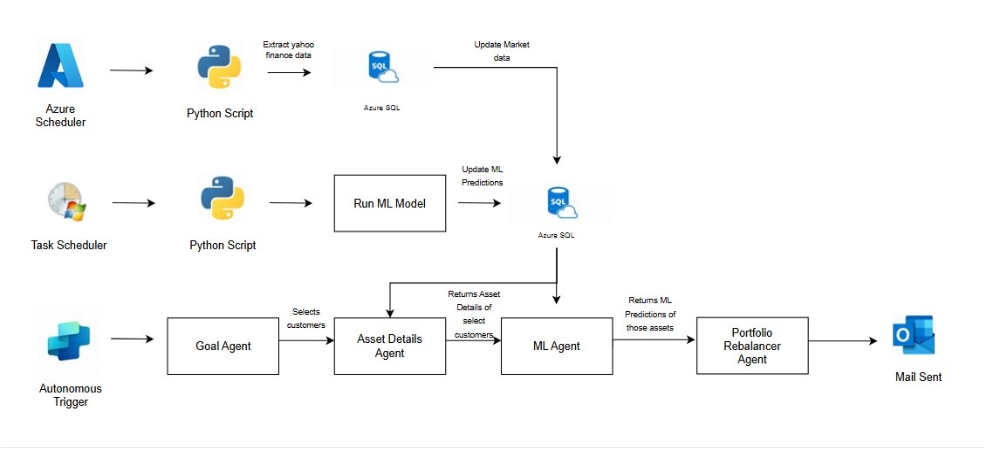 Extract yahoo
finance data
Update Market
data
SQL
Azure
Scheduler
Python Script
Azure SQL
Update ML
Predictions
Run ML Model
SQL
Task Scheduler
Python Script
Azure SQL
Selects
customers
Returns Asset
Details of
select
customers
Returns ML
Predictions of
those assets
Goal Agent
Asset Details
Agent
ML Agent
Portfolio
Rebalancer
Agent
O
Autonomous
Trigger
Mail Sent